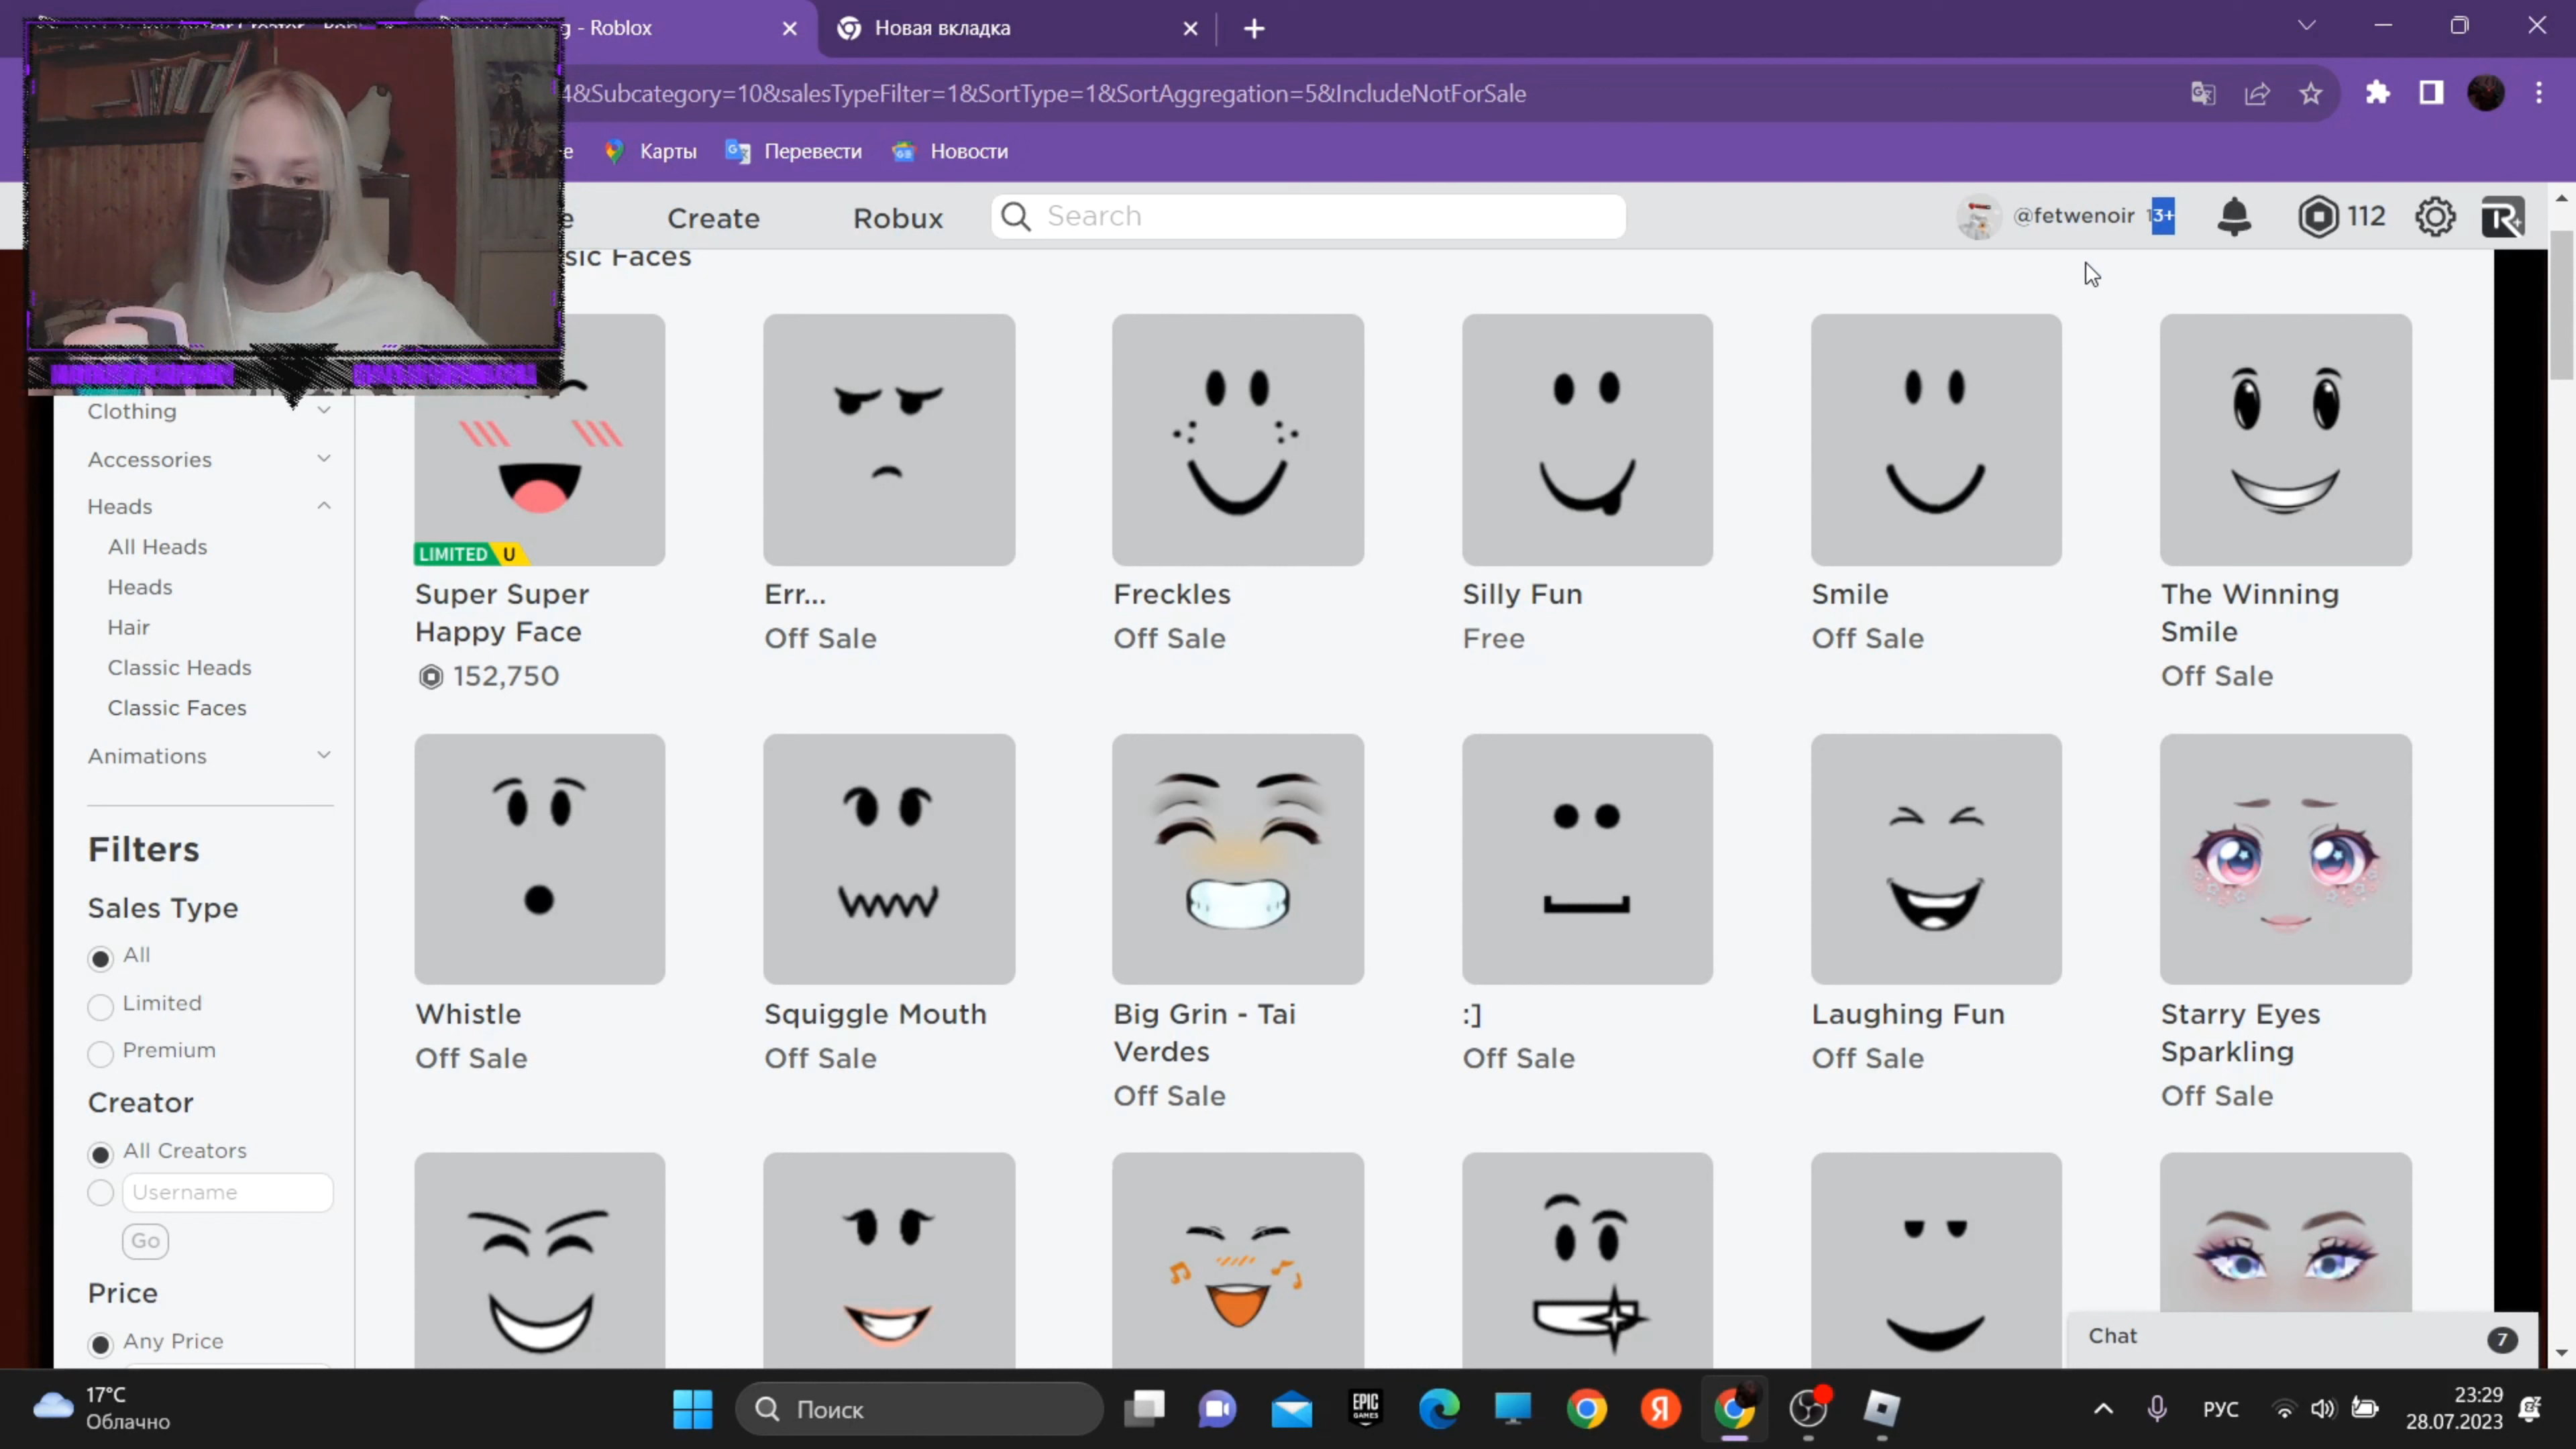 g - Roblox
Новая вкладка
4&Subcategory=10&salesTypeFilter=1&SortType=1&SortAggregation=5&IncludeNotForSale
Карты
Перевести
Новости
Create
Robux
Search
@fetwenoir 13+
112
sic Faces
Clothing
Accessories
Heads
All Heads
Heads
Hair
Classic Heads
Classic Faces
Animations
Filters
Sales Type
All
Limited
Premium
Creator
All Creators
Username
Go
Price
Any Price
LIMITED U
Super Super
Happy Face
152,750
Err...
Off Sale
Freckles
Off Sale
Silly Fun
Free
Smile
Off Sale
The Winning
Smile
Off Sale
Whistle
Off Sale
Squiggle Mouth
Off Sale
Big Grin - Tai
Verdes
Off Sale
:]
Off Sale
Laughing Fun
Off Sale
Starry Eyes
Sparkling
Off Sale
Chat
7
17°C
Облачно
Поиск
EPIC
GAMES
Я
РУС
23:29
28.07.2023